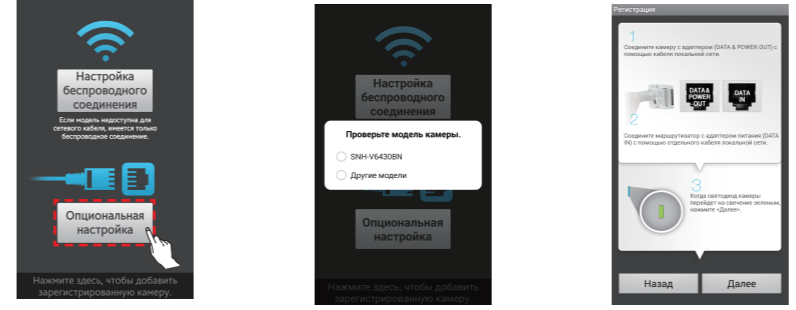 Настройка
беспроводного
соединения
Если модель недоступна для
сетевого кабеля, имеется только
беспроводное соединение.
Опциональная
настройка
Нажмите здесь, чтобы добавить
зарегистрированную камеру.
Настройка
беспроводного
соединения
Проверьте модель камеры.
SNH-V6430BN
Другие модели
Опциональная
настройка
Нажмите здесь, чтобы добавить
зарегистрированную камеру.
Регистрация
1
Соедините камеру с адаптером (DATA & POWER OUT) с
помощью кабеля локальной сети.
DATA&
POWER
OUT
DATA
IN
2
Соедините маршрутизатор с адаптером питания (DATA
IN) с помощью отдельного кабеля локальной сети.
3
Когда светодиод камеры
перейдет на свечение зеленым,
нажмите «Далее».
Назад
Далее